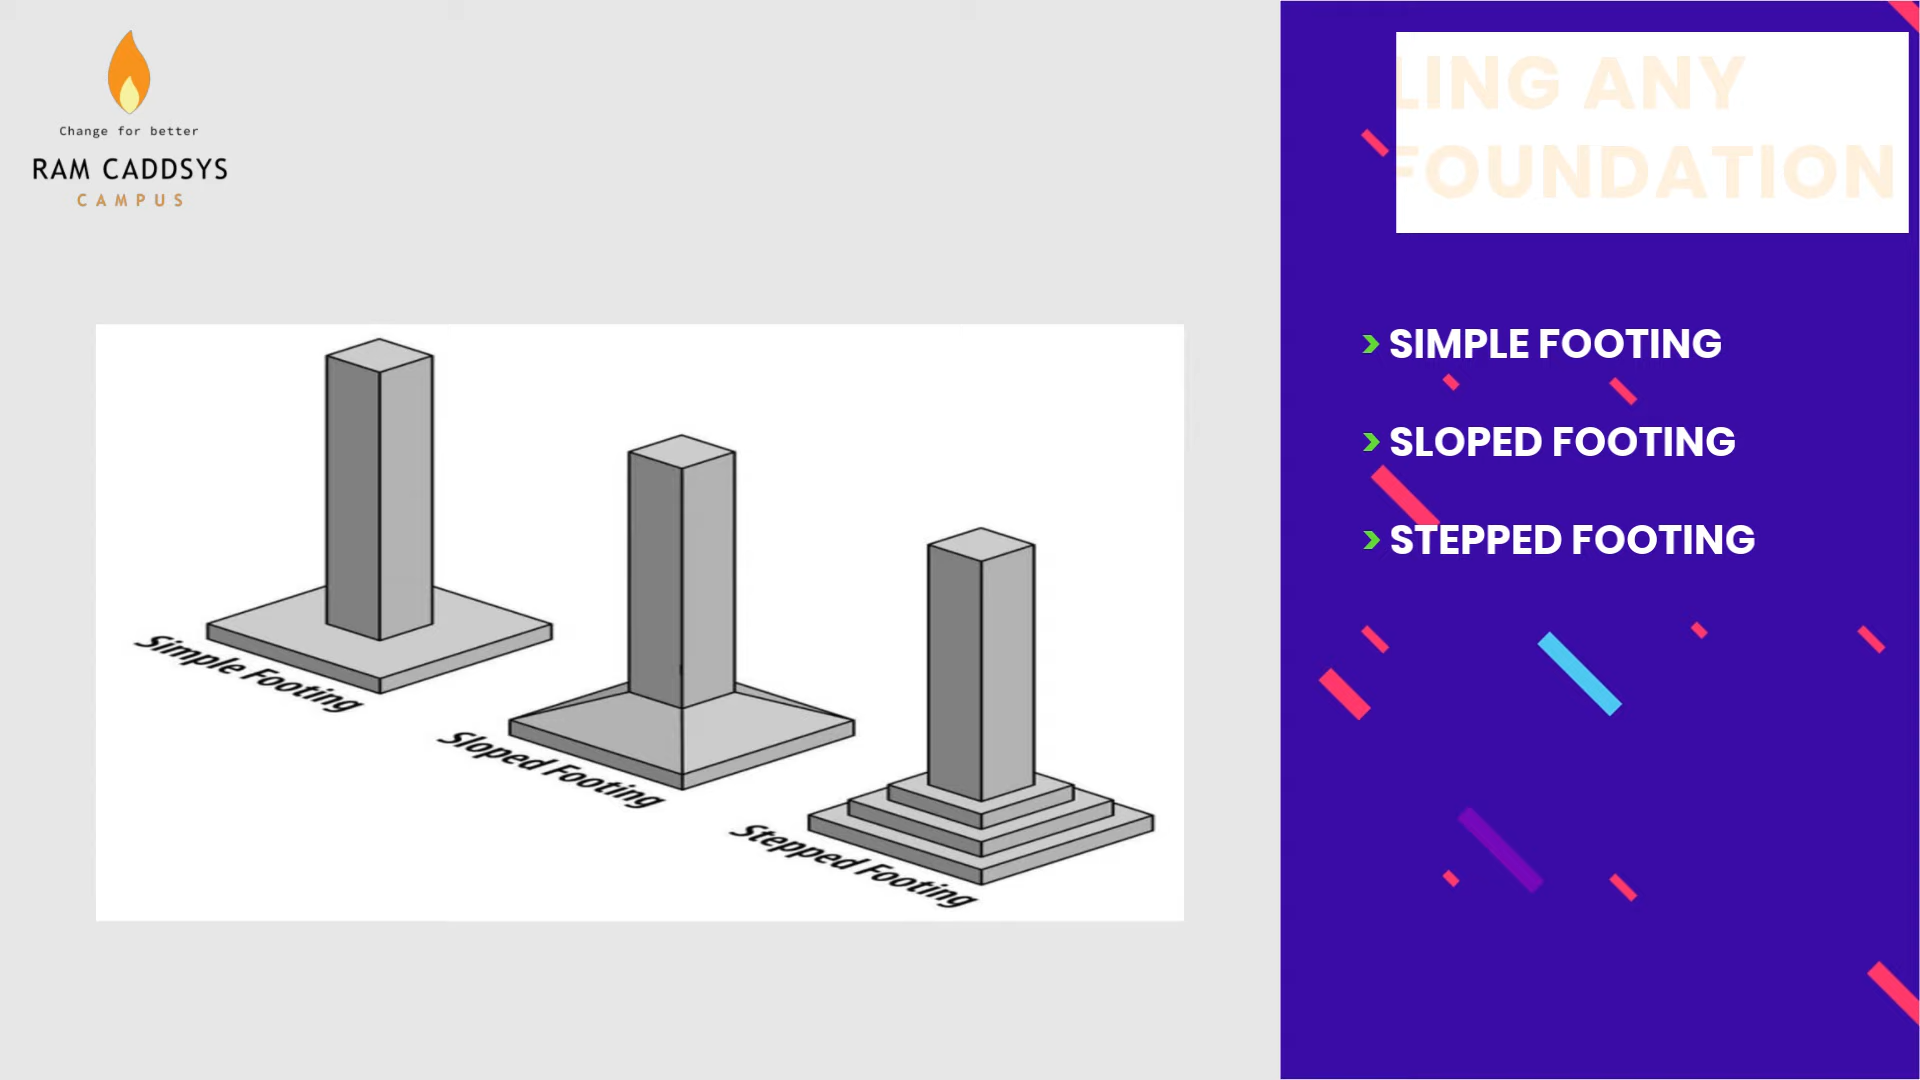 Change for better
RAM CADDSYS
CAMPUS
LING ANY
FOUNDATION
SIMPLE FOOTING
SLOPED FOOTING
STEPPED FOOTING
Simple Footing
Sloped Footing
Stepped Footing